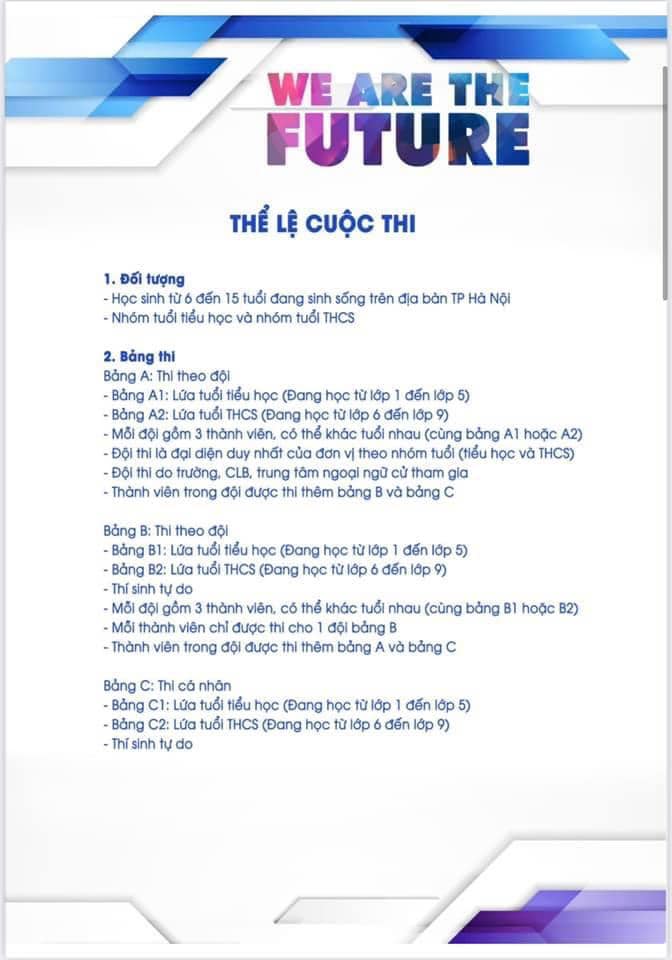 WE ARE THE
FUTURE
THỂ LỆ CUỘC THI
1. Đối tượng
- Học sinh từ 6 đến 15 tuổi đang sinh sống trên địa bàn TP Hà Nội
- Nhóm tuổi tiểu học và nhóm tuổi THCS
2. Bảng thi
Bảng A: Thi theo đội
- Bảng A1: Lứa tuổi tiểu học (Đang học từ lớp 1 đến lớp 5)
- Bảng A2: Lứa tuổi THCS (Đang học từ lớp 6 đến lớp 9)
- Mỗi đội gồm 3 thành viên, có thể khác tuổi nhau (cùng bảng A1 hoặc A2)
- Đội thi là đại diện duy nhất của đơn vị theo nhóm tuổi (tiểu học và THCS)
- Đội thi do trường, CLB, trung tâm ngoại ngữ cử tham gia
- Thành viên trong đội được thi thêm bảng B và bảng C
Bảng B: Thi theo đội
- Bảng B1: Lứa tuổi tiểu học (Đang học từ lớp 1 đến lớp 5)
- Bảng B2: Lứa tuổi THCS (Đang học từ lớp 6 đến lớp 9)
- Thí sinh tự do
- Mỗi đội gồm 3 thành viên, có thể khác tuổi nhau (cùng bảng B1 hoặc B2)
- Mỗi thành viên chỉ được thi cho 1 đội bảng B
- Thành viên trong đội được thi thêm bảng A và bảng C
Bảng C: Thi cá nhân
- Bảng C1: Lứa tuổi tiểu học (Đang học từ lớp 1 đến lớp 5)
- Bảng C2: Lứa tuổi THCS (Đang học từ lớp 6 đến lớp 9)
- Thí sinh tự do